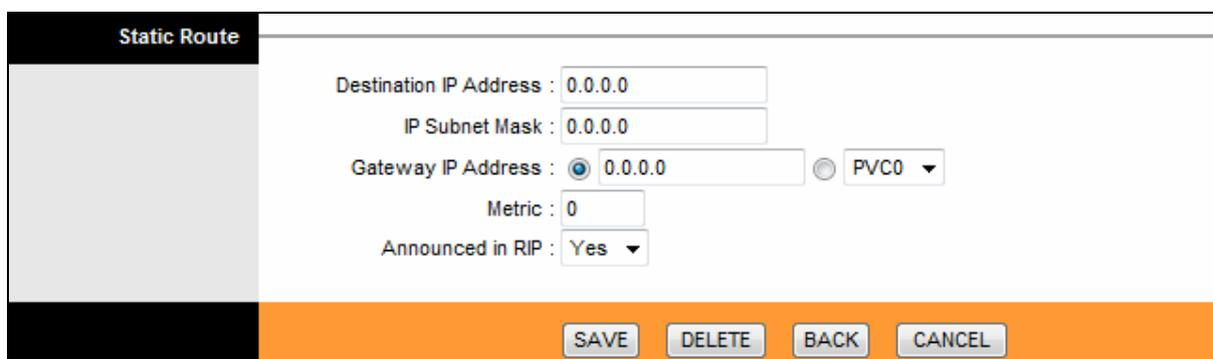 Static Route
Destination IP Address : 0.0.0.0
IP Subnet Mask : 0.0.0.0
Gateway IP Address : 0.0.0.0 PVC0
Metric : 0
Announced in RIP : Yes
SAVE DELETE BACK CANCEL